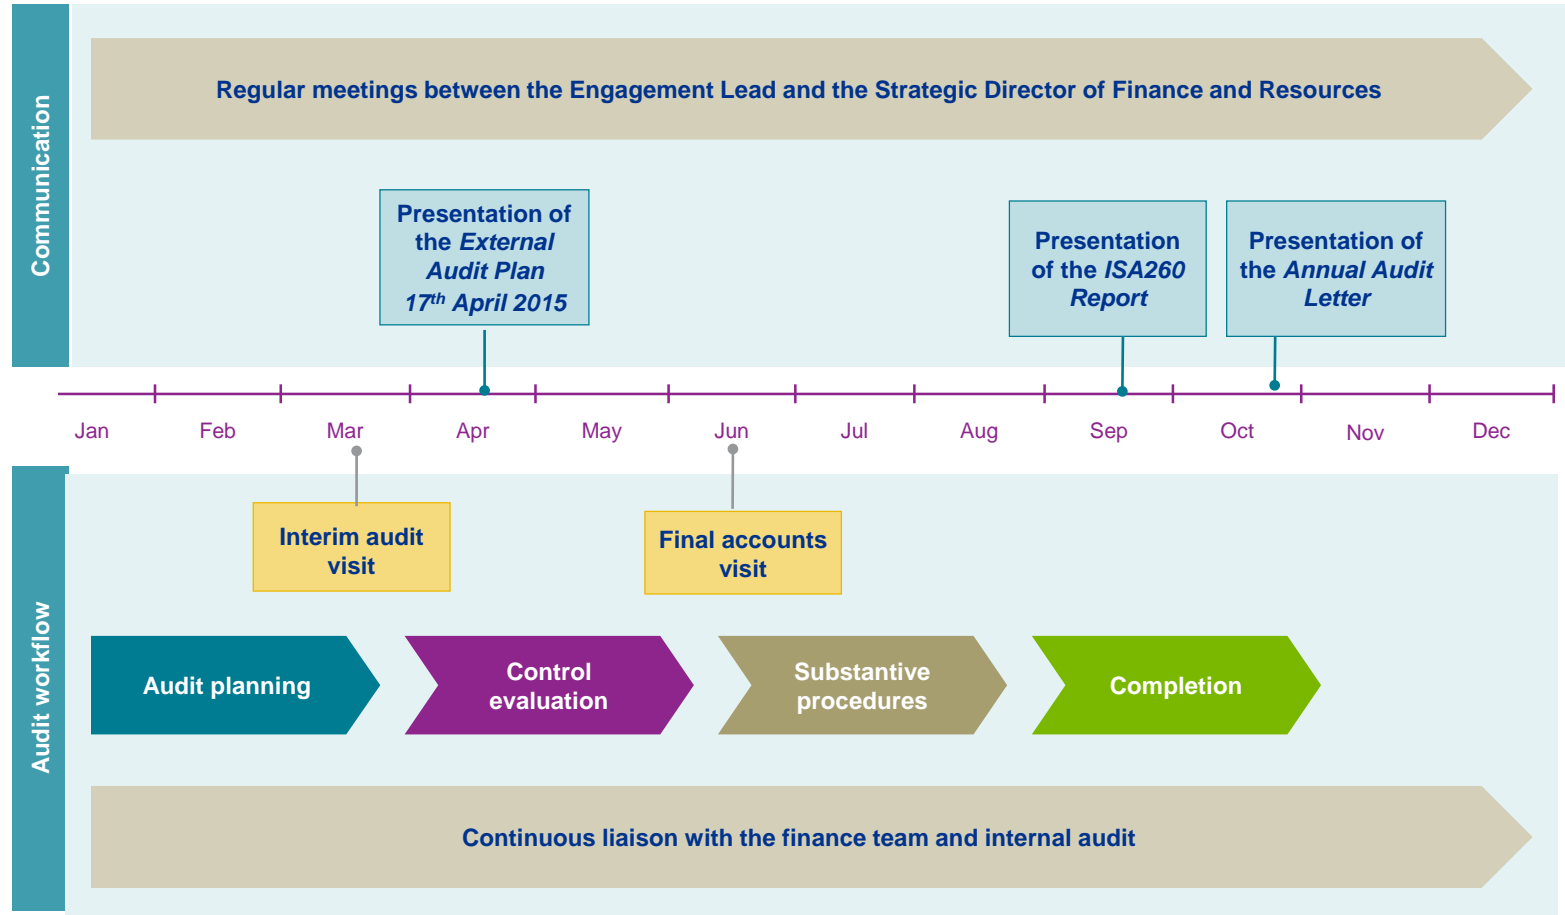 Communication
Regular meetings between the Engagement Lead and the Strategic Director of Finance and Resources
Presentation of
the External
Audit Plan
17th April 2015
Presentation
of the ISA260
Report
Presentation of
the Annual Audit
Letter
Jan
Feb
Mar
Apr
May
Jun
Jul
Aug
Sep
Oct
Nov
Dec
Audit workflow
Interim audit
visit
Final accounts
visit
Audit planning
Control
evaluation
Substantive
procedures
Completion
Continuous liaison with the finance team and internal audit